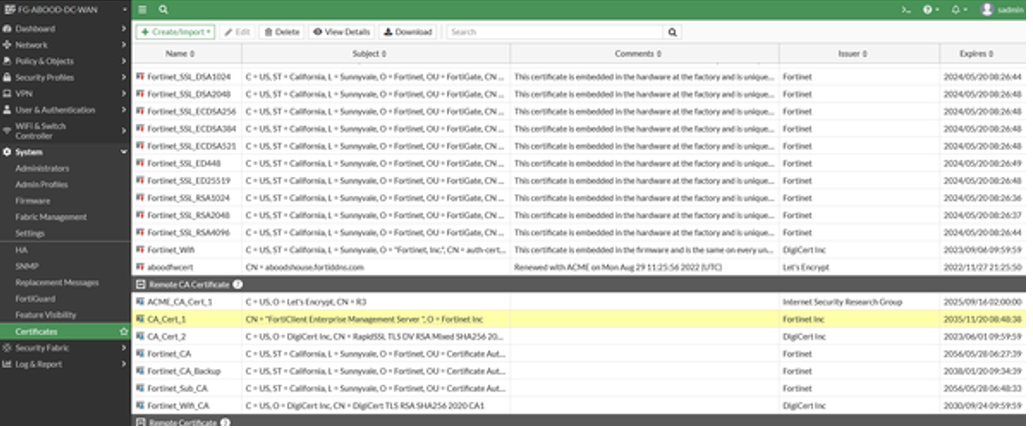 FG-ABOOD-DC-WAN
sadmin
Dashboard
Network
Policy & Objects
Security Profiles
VPN
User & Authentication
WiFi & Switch
Controller
System
Administrators
Admin Profiles
Firmware
Fabric Management
Settings
HA
SNMP
Replacement Messages
FortiGuard
Feature Visibility
Certificates
Security Fabric
Log & Report
+ Create/Import Edit Delete View Details Download Search
Name Subject Comments Issuer Expires
Fortinet_SSL_DSA1024 C = US, ST = California, L = Sunnyvale, O = Fortinet, OU = FortiGate, CN ... This certificate is embedded in the hardware at the factory and is unique... Fortinet 2024/05/20 08:26:44
Fortinet_SSL_DSA2048 C = US, ST = California, L = Sunnyvale, O = Fortinet, OU = FortiGate, CN ... This certificate is embedded in the hardware at the factory and is unique... Fortinet 2024/05/20 08:26:48
Fortinet_SSL_ECDSA256 C = US, ST = California, L = Sunnyvale, O = Fortinet, OU = FortiGate, CN ... This certificate is embedded in the hardware at the factory and is unique... Fortinet 2024/05/20 08:26:48
Fortinet_SSL_ECDSA384 C = US, ST = California, L = Sunnyvale, O = Fortinet, OU = FortiGate, CN ... This certificate is embedded in the hardware at the factory and is unique... Fortinet 2024/05/20 08:26:48
Fortinet_SSL_ECDSA521 C = US, ST = California, L = Sunnyvale, O = Fortinet, OU = FortiGate, CN ... This certificate is embedded in the hardware at the factory and is unique... Fortinet 2024/05/20 08:26:48
Fortinet_SSL_ED448 C = US, ST = California, L = Sunnyvale, O = Fortinet, OU = FortiGate, CN ... This certificate is embedded in the hardware at the factory and is unique... Fortinet 2024/05/20 08:26:49
Fortinet_SSL_ED25519 C = US, ST = California, L = Sunnyvale, O = Fortinet, OU = FortiGate, CN ... This certificate is embedded in the hardware at the factory and is unique... Fortinet 2024/05/20 08:26:48
Fortinet_SSL_RSA1024 C = US, ST = California, L = Sunnyvale, O = Fortinet, OU = FortiGate, CN ... This certificate is embedded in the hardware at the factory and is unique... Fortinet 2024/05/20 08:26:36
Fortinet_SSL_RSA2048 C = US, ST = California, L = Sunnyvale, O = Fortinet, OU = FortiGate, CN ... This certificate is embedded in the hardware at the factory and is unique... Fortinet 2024/05/20 08:26:37
Fortinet_SSL_RSA4096 C = US, ST = California, L = Sunnyvale, O = Fortinet, OU = FortiGate, CN ... This certificate is embedded in the hardware at the factory and is unique... Fortinet 2024/05/20 08:26:44
Fortinet_Wifi C = US, ST = California, L = Sunnyvale, O = "Fortinet, Inc.", CN = auth-cert... This certificate is embedded in the firmware and is the same on every un... DigiCert Inc 2023/09/06 09:59:59
aboodfwcert CN = aboodshouse.fortiddns.com Renewed with ACME on Mon Aug 29 11:25:56 2022 (UTC) Let's Encrypt 2022/11/27 21:25:50
Remote CA Certificate 7
ACME_CA_Cert_1 C = US, O = Let's Encrypt, CN = R3 Internet Security Research Group 2025/09/16 02:00:00
CA_Cert_1 CN = "FortiClient Enterprise Management Server ", O = Fortinet Inc Fortinet Inc 2035/11/20 08:48:38
CA_Cert_2 C = US, O = DigiCert Inc, CN = RapidSSL TLS DV RSA Mixed SHA256 20... DigiCert Inc 2023/06/01 09:59:59
Fortinet_CA C = US, ST = California, L = Sunnyvale, O = Fortinet, OU = Certificate Aut... Fortinet 2056/05/28 06:27:39
Fortinet_CA_Backup C = US, ST = California, L = Sunnyvale, O = Fortinet, OU = Certificate Aut... Fortinet 2038/01/20 09:34:39
Fortinet_Sub_CA C = US, ST = California, L = Sunnyvale, O = Fortinet, OU = Certificate Aut... Fortinet 2056/05/28 06:48:33
Fortinet_Wifi_CA C = US, O = DigiCert Inc, CN = DigiCert TLS RSA SHA256 2020 CA1 DigiCert Inc 2030/09/24 09:59:59
Remote Certificate